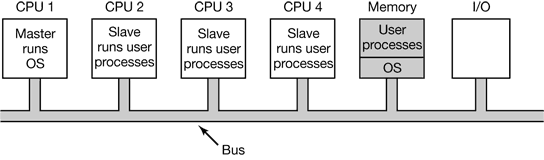 CPU 1
Master
runs
OS
CPU 2
Slave
runs user
processes
CPU 3
Slave
runs user
processes
CPU 4
Slave
runs user
processes
Memory
User
processes
OS
I/O
Bus